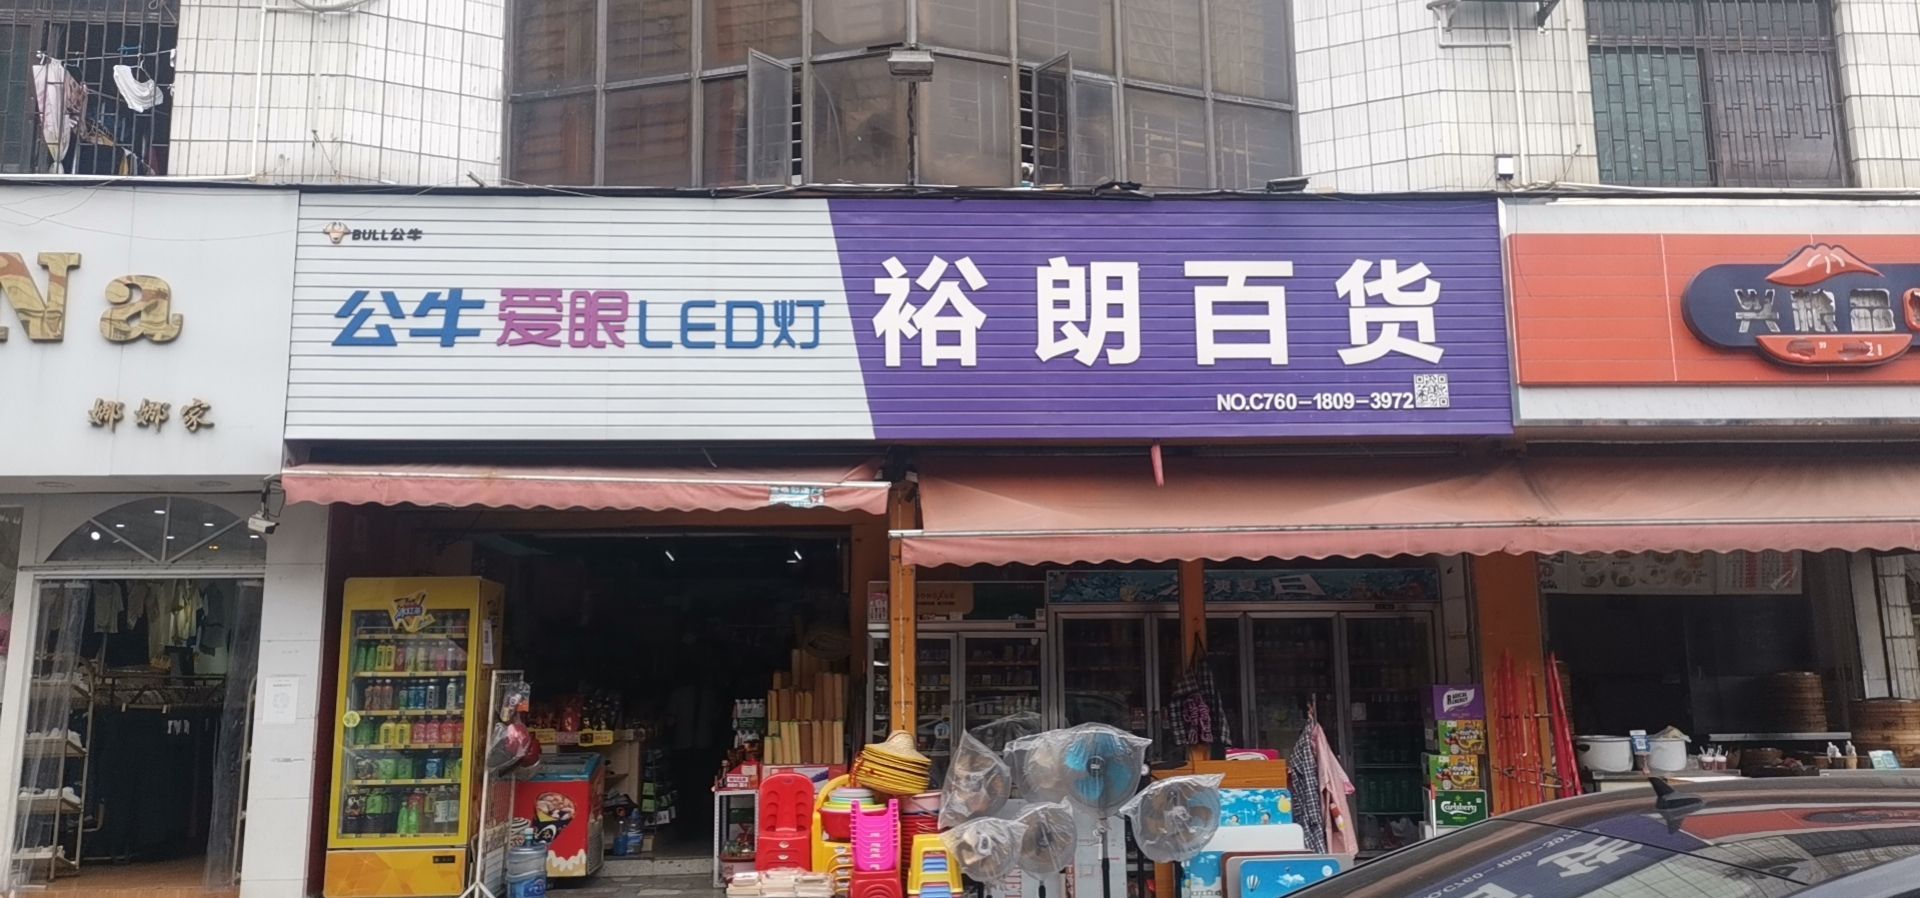 Na
娜娜家
BULL公牛
公牛爱眼LED灯
裕朗百货
NO.C760-1809-3972
Carlsberg